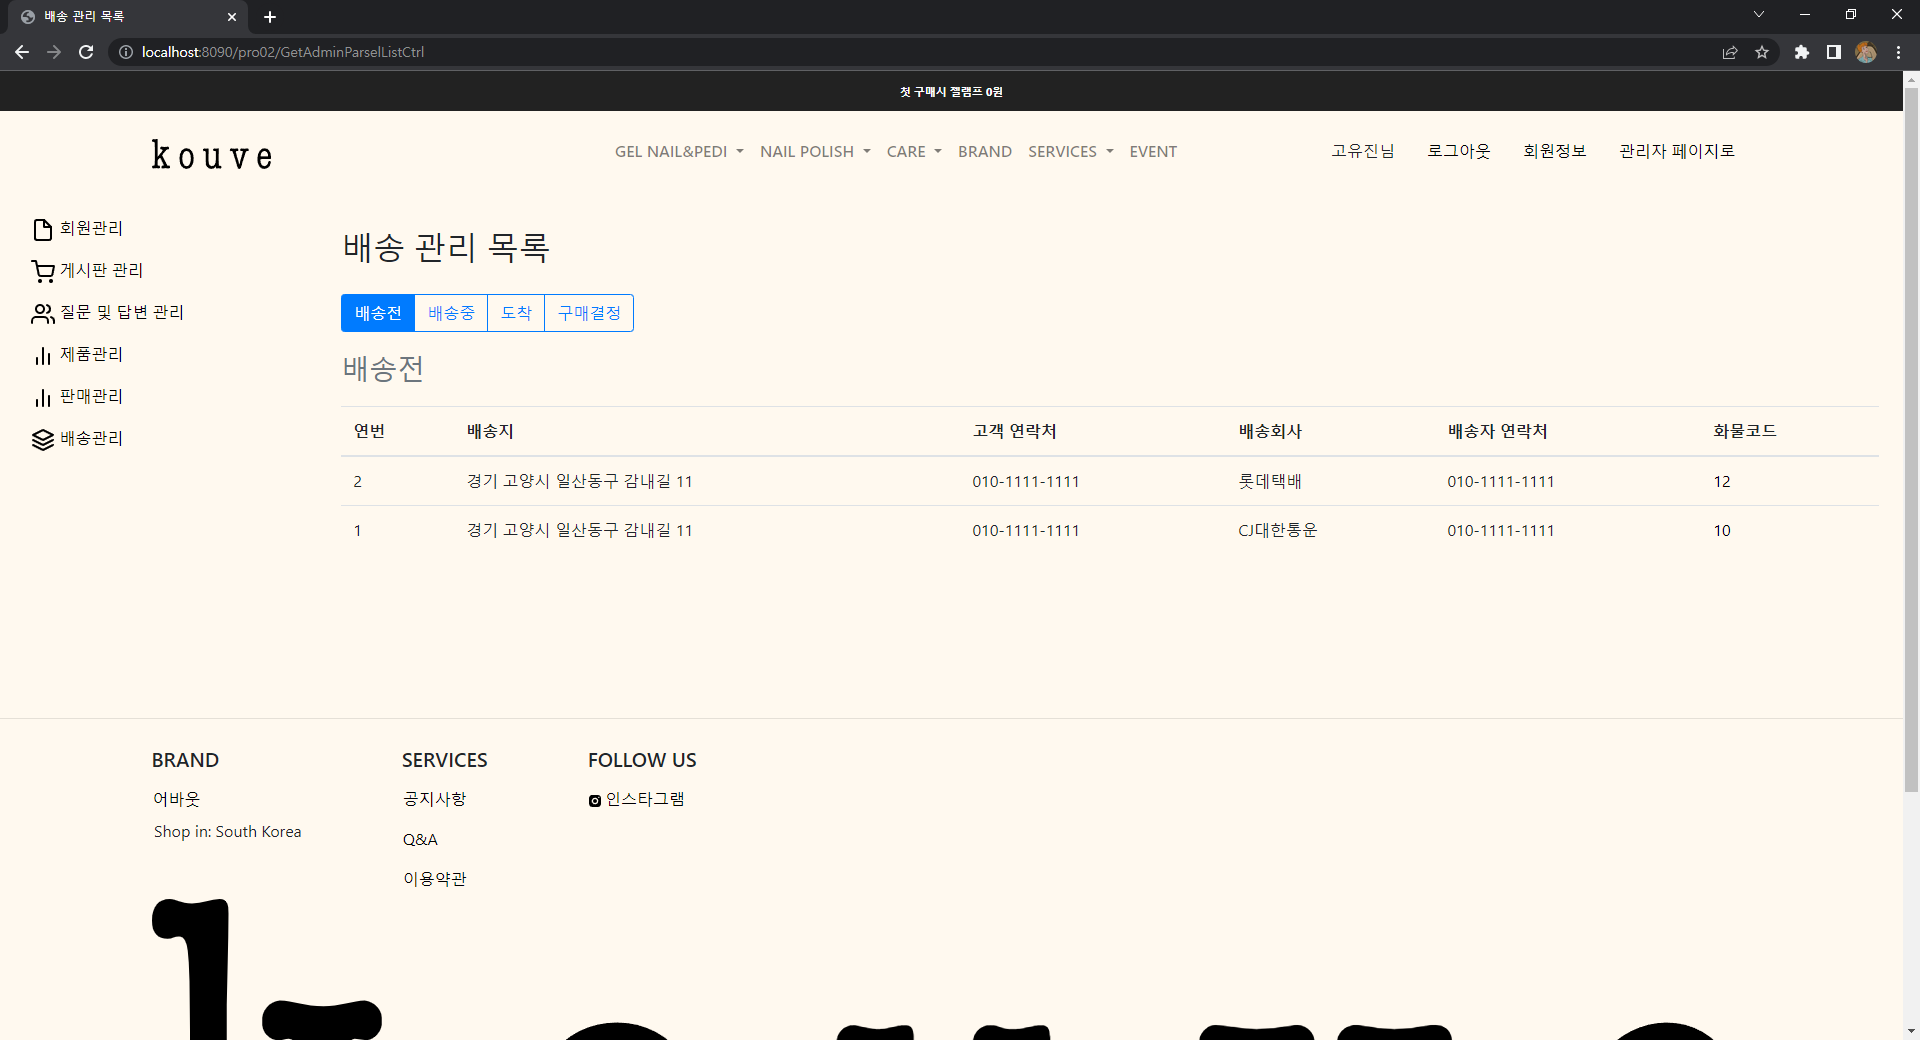 배송 관리 목록
localhost:8090/pro02/GetAdminParselListCtrl
첫 구매시 젤램프 0원
kouve
GEL NAIL&PEDI NAIL POLISH CARE BRAND SERVICES EVENT
고유진님 로그아웃 회원정보 관리자 페이지로
회원관리
게시판 관리
질문 및 답변 관리
제품관리
판매관리
배송관리
배송 관리 목록
배송전 배송중 도착 구매결정
배송전
연번 배송지 고객 연락처 배송회사 배송자 연락처 화물코드
2 경기 고양시 일산동구 감내길 11 010-1111-1111 롯데택배 010-1111-1111 12
1 경기 고양시 일산동구 감내길 11 010-1111-1111 CJ대한통운 010-1111-1111 10
BRAND
어바웃
Shop in: South Korea
SERVICES
공지사항
Q&A
이용약관
FOLLOW US
인스타그램
kouve